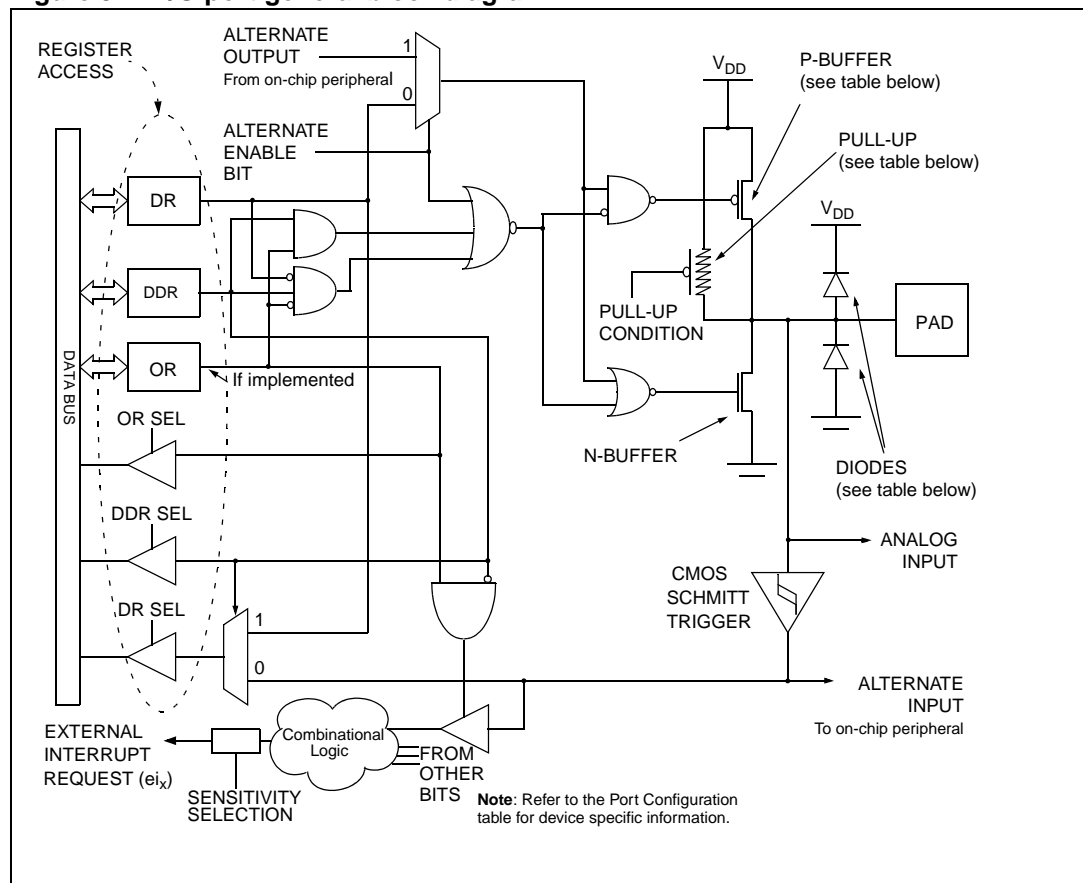 REGISTER
ACCESS
ALTERNATE
OUTPUT
From on-chip peripheral
1
0
ALTERNATE
ENABLE
BIT
VDD
P-BUFFER
(see table below)
PULL-UP
(see table below)
VDD
DR
DDR
OR
If implemented
PULL-UP
CONDITION
PAD
DATA BUS
OR SEL
DDR SEL
DR SEL
N-BUFFER
DIODES
(see table below)
ANALOG
INPUT
CMOS
SCHMITT
TRIGGER
1
0
ALTERNATE
INPUT
To on-chip peripheral
EXTERNAL
INTERRUPT
REQUEST (eix)
Combinational
Logic
FROM
OTHER
BITS
SENSITIVITY
SELECTION
Note: Refer to the Port Configuration
table for device specific information.